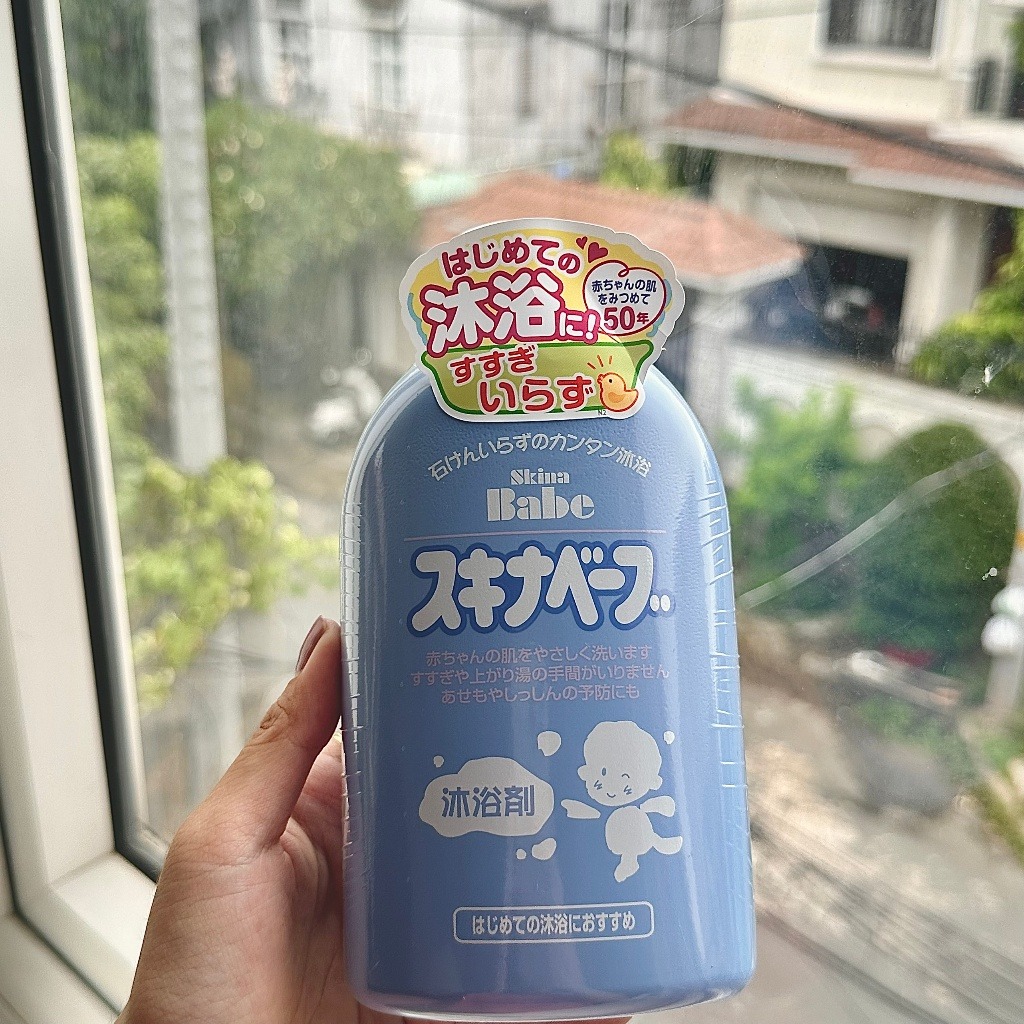 はじめての
沐浴に!
赤ちゃんの肌
をみつめて
50年
すすぎ
いらず
N2
石けんいらずのカンタン沐浴
Skina
Babe
スキナベーブ
赤ちゃんの肌をやさしく洗います
すすぎや上がり湯の手間がいりません
あせもやしっしんの予防にも
沐浴剤
はじめての沐浴におすすめ